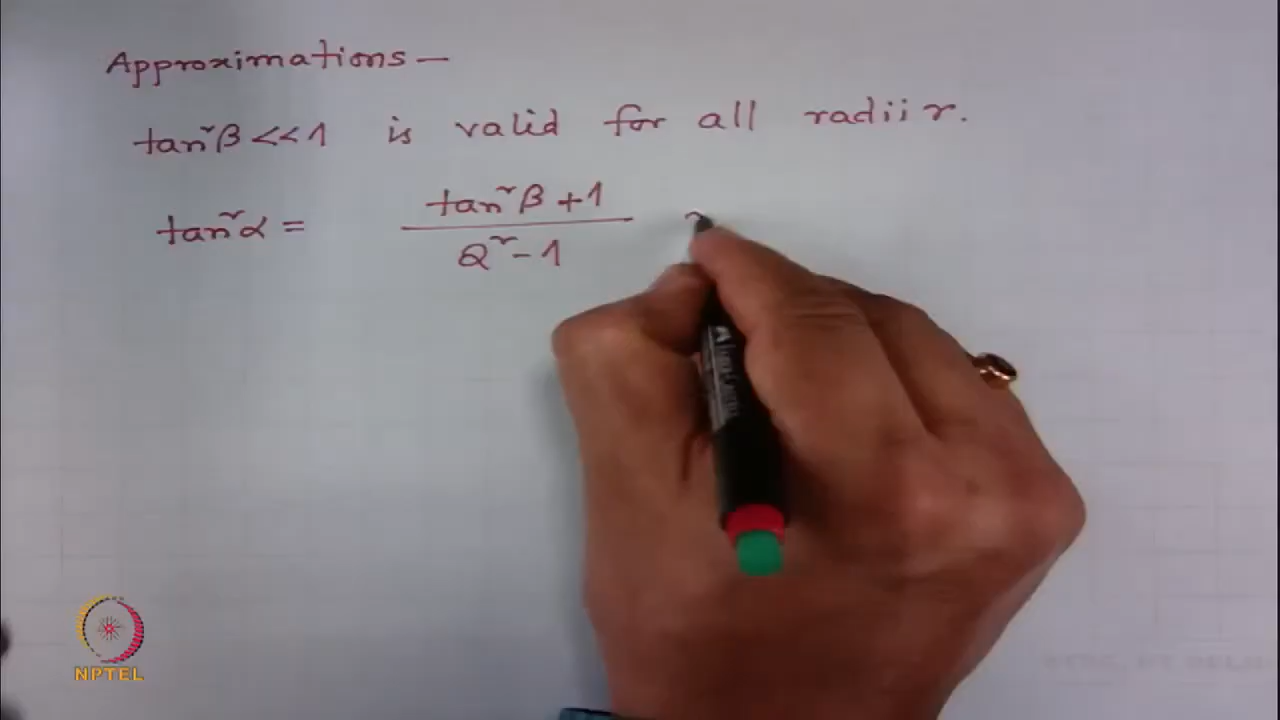 Approximations —
tan²β << 1 is valid for all radii r.
tan²α = (tan²β + 1) / (Q² - 1) ~
NPTEL